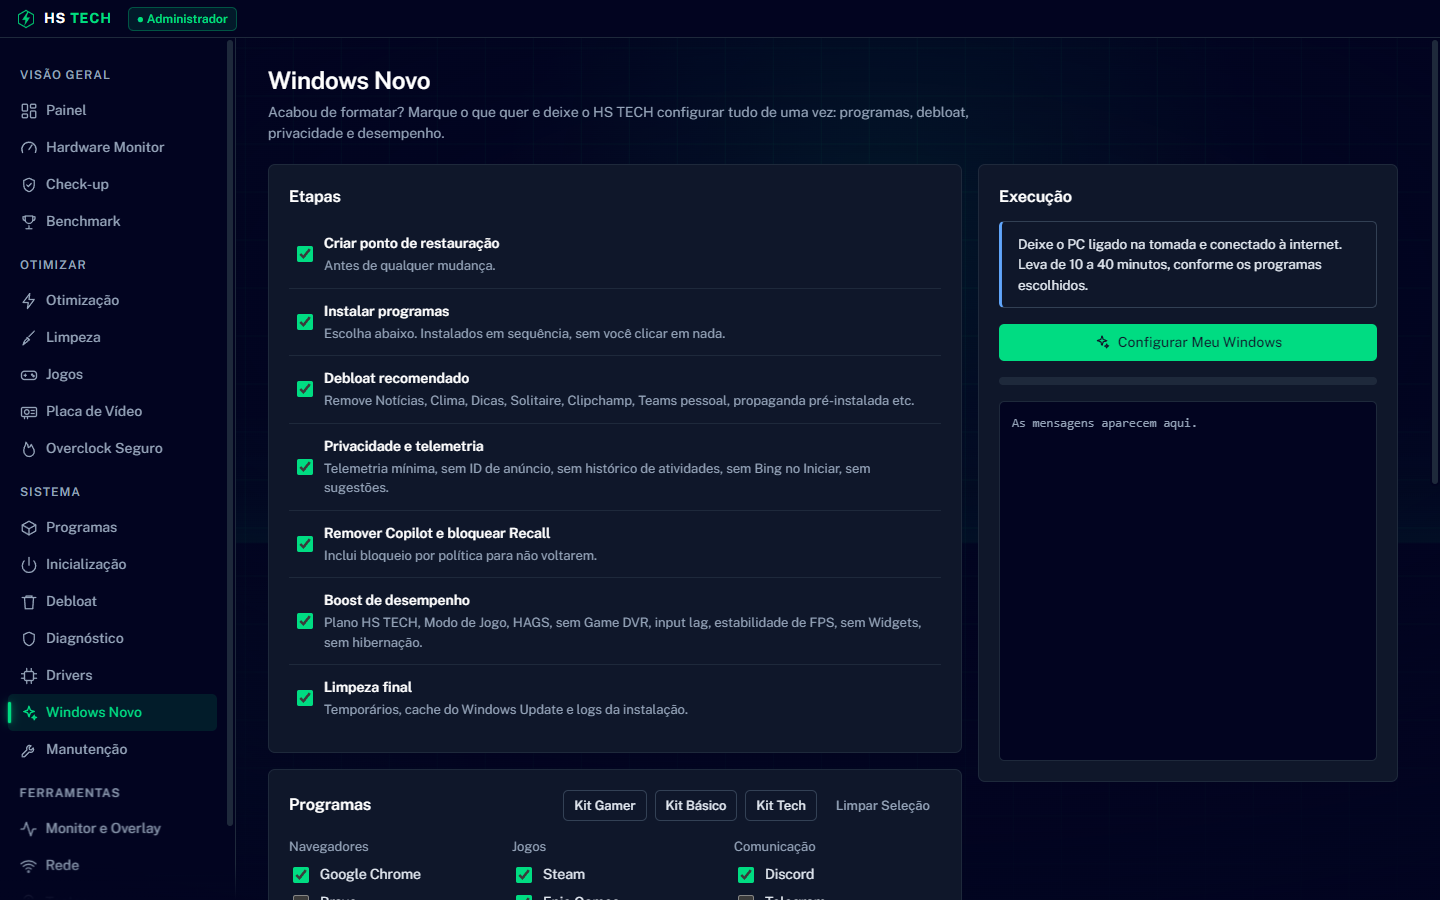 HS TECH
● Administrador
VISÃO GERAL
Painel
Hardware Monitor
Check-up
Benchmark
OTIMIZAR
Otimização
Limpeza
Jogos
Placa de Vídeo
Overclock Seguro
SISTEMA
Programas
Inicialização
Debloat
Diagnóstico
Drivers
Windows Novo
Manutenção
FERRAMENTAS
Monitor e Overlay
Rede
Windows Novo
Acabou de formatar? Marque o que quer e deixe o HS TECH configurar tudo de uma vez: programas, debloat,
privacidade e desempenho.
Etapas
Criar ponto de restauração
Antes de qualquer mudança.
Instalar programas
Escolha abaixo. Instalados em sequência, sem você clicar em nada.
Debloat recomendado
Remove Notícias, Clima, Dicas, Solitaire, Clipchamp, Teams pessoal, propaganda pré-instalada etc.
Privacidade e telemetria
Telemetria mínima, sem ID de anúncio, sem histórico de atividades, sem Bing no Iniciar, sem
sugestões.
Remover Copilot e bloquear Recall
Inclui bloqueio por política para não voltarem.
Boost de desempenho
Plano HS TECH, Modo de Jogo, HAGS, sem Game DVR, input lag, estabilidade de FPS, sem Widgets,
sem hibernação.
Limpeza final
Temporários, cache do Windows Update e logs da instalação.
Execução
Deixe o PC ligado na tomada e conectado à internet.
Leva de 10 a 40 minutos, conforme os programas
escolhidos.
Configurar Meu Windows
As mensagens aparecem aqui.
Programas
Kit Gamer
Kit Básico
Kit Tech
Limpar Seleção
Navegadores
Jogos
Comunicação
Google Chrome
Steam
Discord